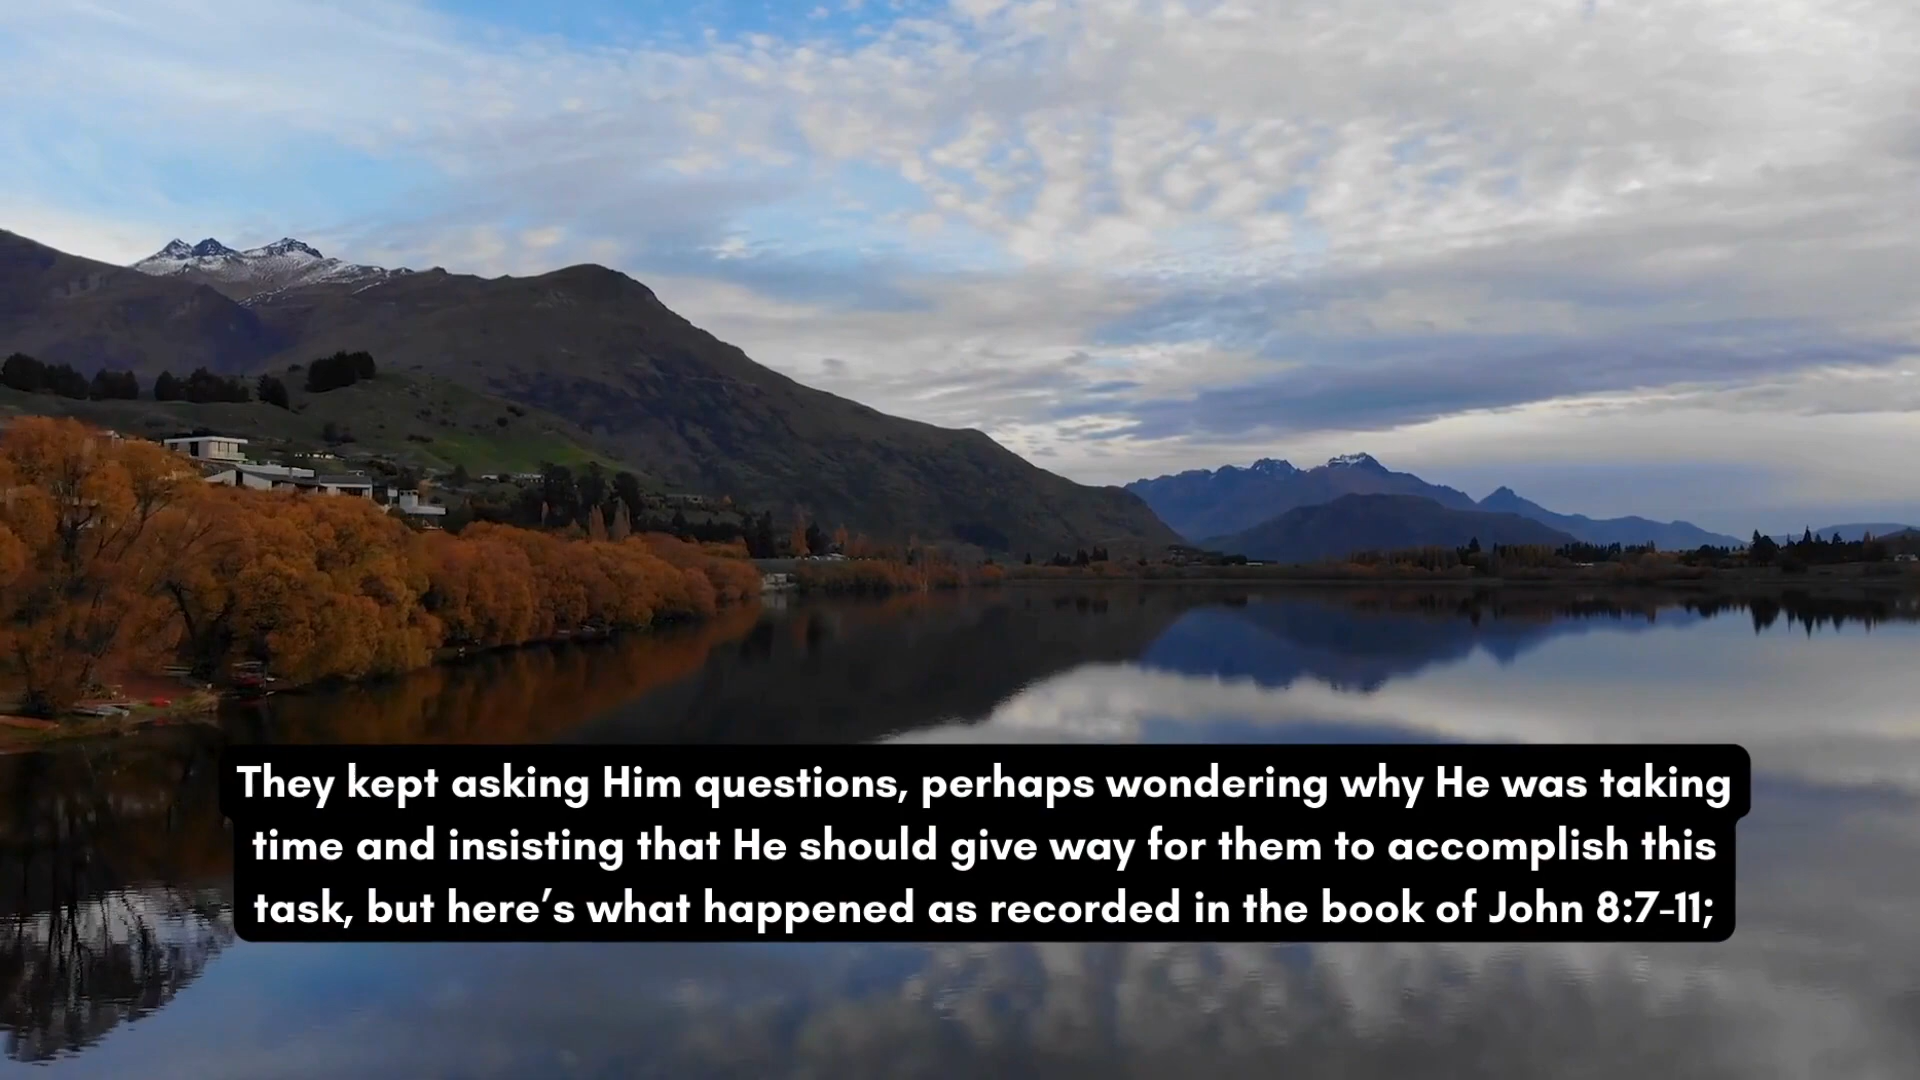 They kept asking Him questions, perhaps wondering why He was taking
time and insisting that He should give way for them to accomplish this
task, but here’s what happened as recorded in the book of John 8:7-11;